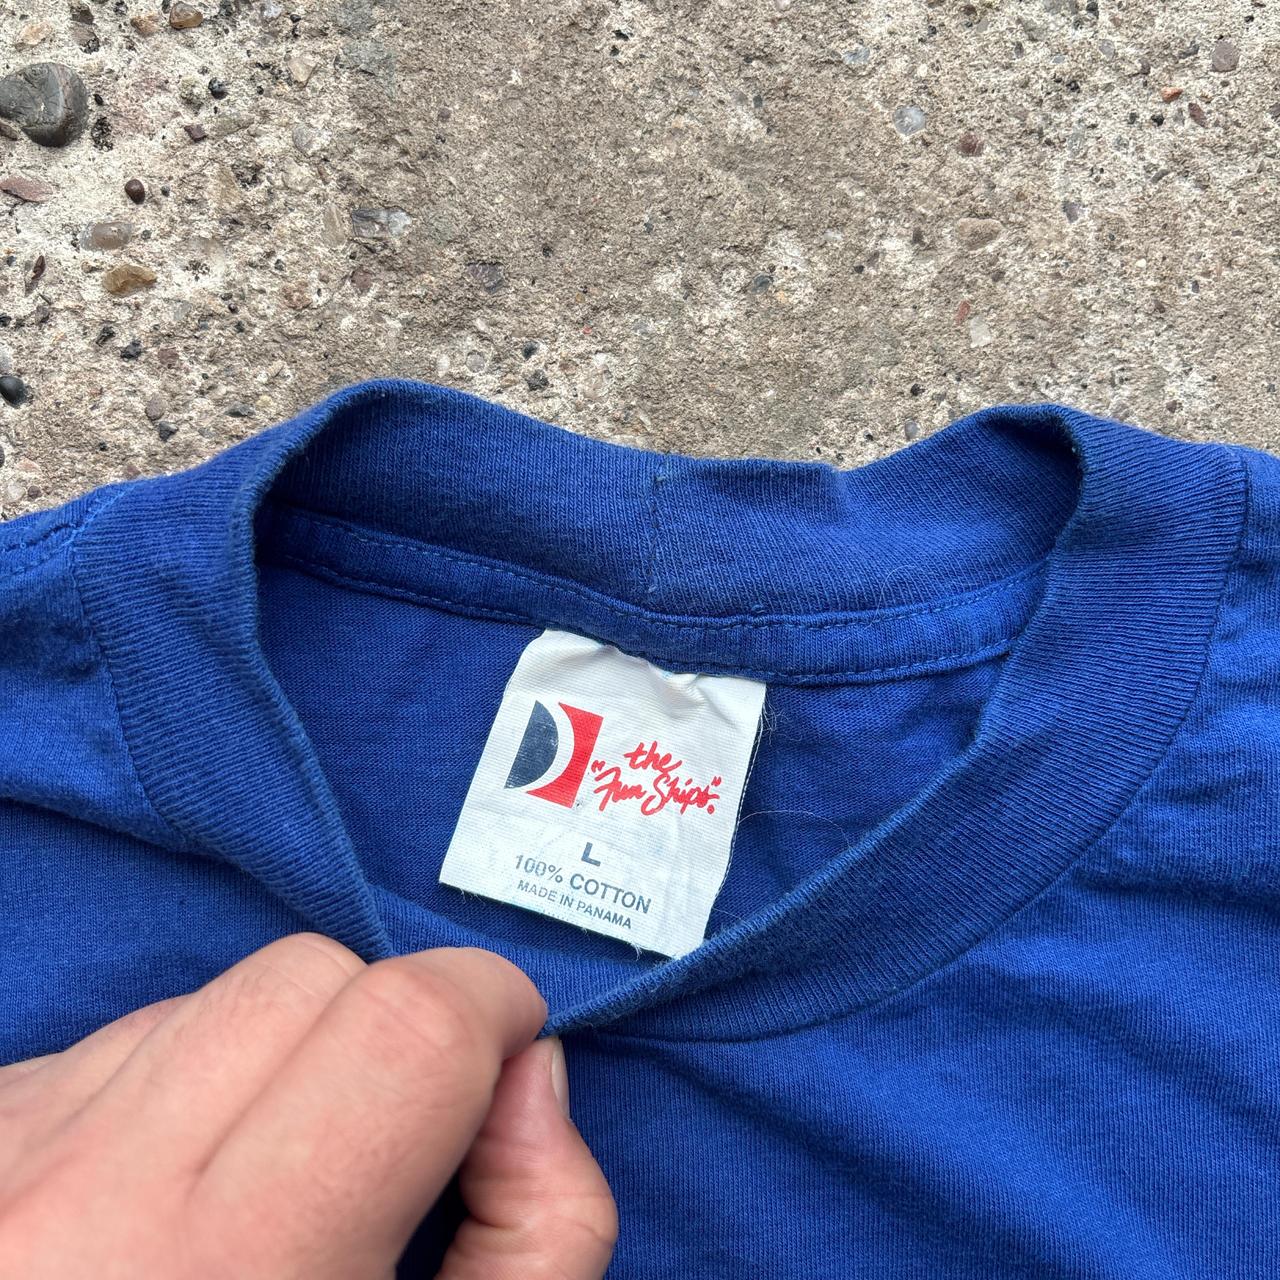 the
"Fun Ships".
L
100% COTTON
MADE IN PANAMA